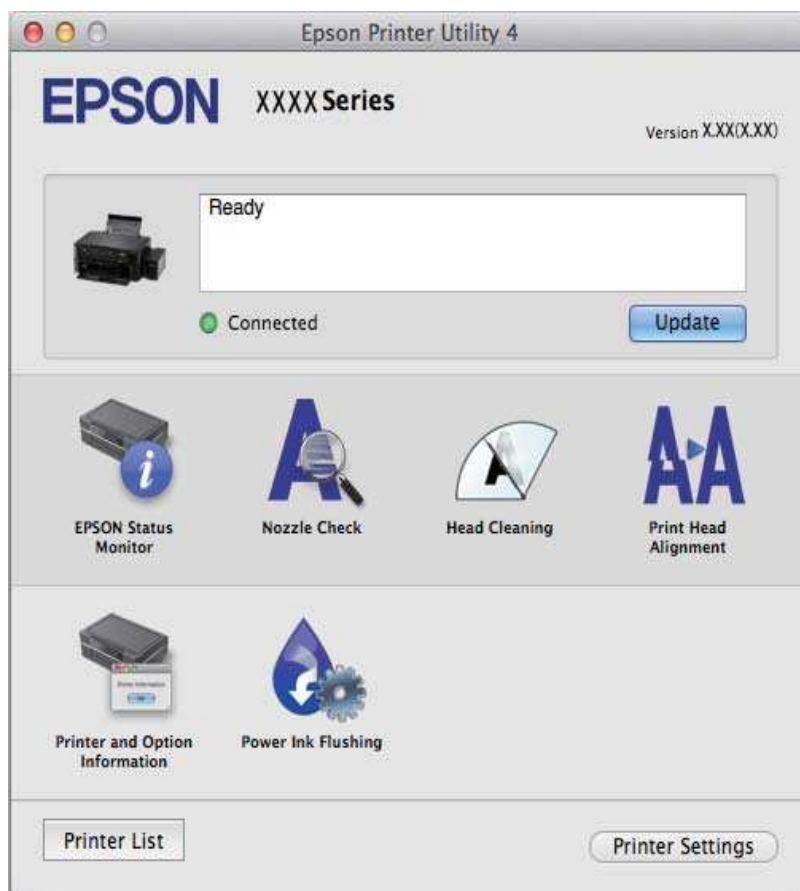 Epson Printer Utility 4
EPSON XXXX Series
Version X.XX(X.XX)
Ready
Connected
Update
EPSON Status
Monitor
Nozzle Check
Head Cleaning
Print Head
Alignment
Printer and Option
Information
Power Ink Flushing
Printer List
Printer Settings